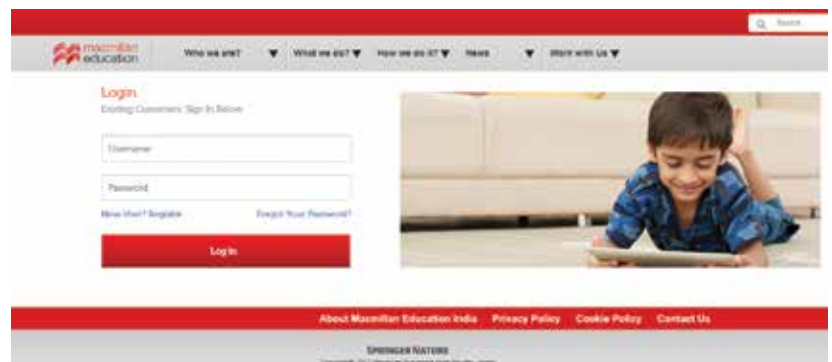 Search
macmillan
education
Who we are? What we do? How we do it? News Work with Us
Login
Existing Customers: Sign In Below
Username
Password
New User? Register Forgot Your Password?
Log In
About Macmillan Education India Privacy Policy Cookie Policy Contact Us
SPRINGER NATURE